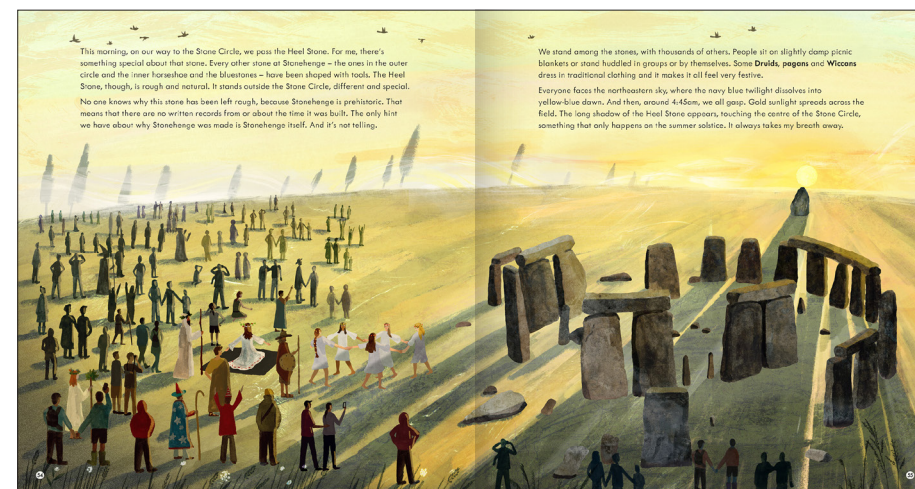 This morning, on our way to the Stone Circle, we pass the Heel Stone. For me, there's
something special about that stone. Every other stone at Stonehenge – the ones in the outer
circle and the inner horseshoe and the bluestones – have been shaped with tools. The Heel
Stone, though, is rough and natural. It stands outside the Stone Circle, different and special.
No one knows why this stone has been left rough, because Stonehenge is prehistoric. That
means that there are no written records from or about the time it was built. The only hint
we have about why Stonehenge was made is Stonehenge itself. And it's not telling.
We stand among the stones, with thousands of others. People sit on slightly damp picnic
blankets or stand huddled in groups or by themselves. Some Druids, pagans and Wiccans
dress in traditional clothing and it makes it all feel very festive.
Everyone faces the northeastern sky, where the navy blue twilight dissolves into
yellow-blue dawn. And then, around 4:45am, we all gasp. Gold sunlight spreads across the
field. The long shadow of the Heel Stone appears, touching the centre of the Stone Circle,
something that only happens on the summer solstice. It always takes my breath away.